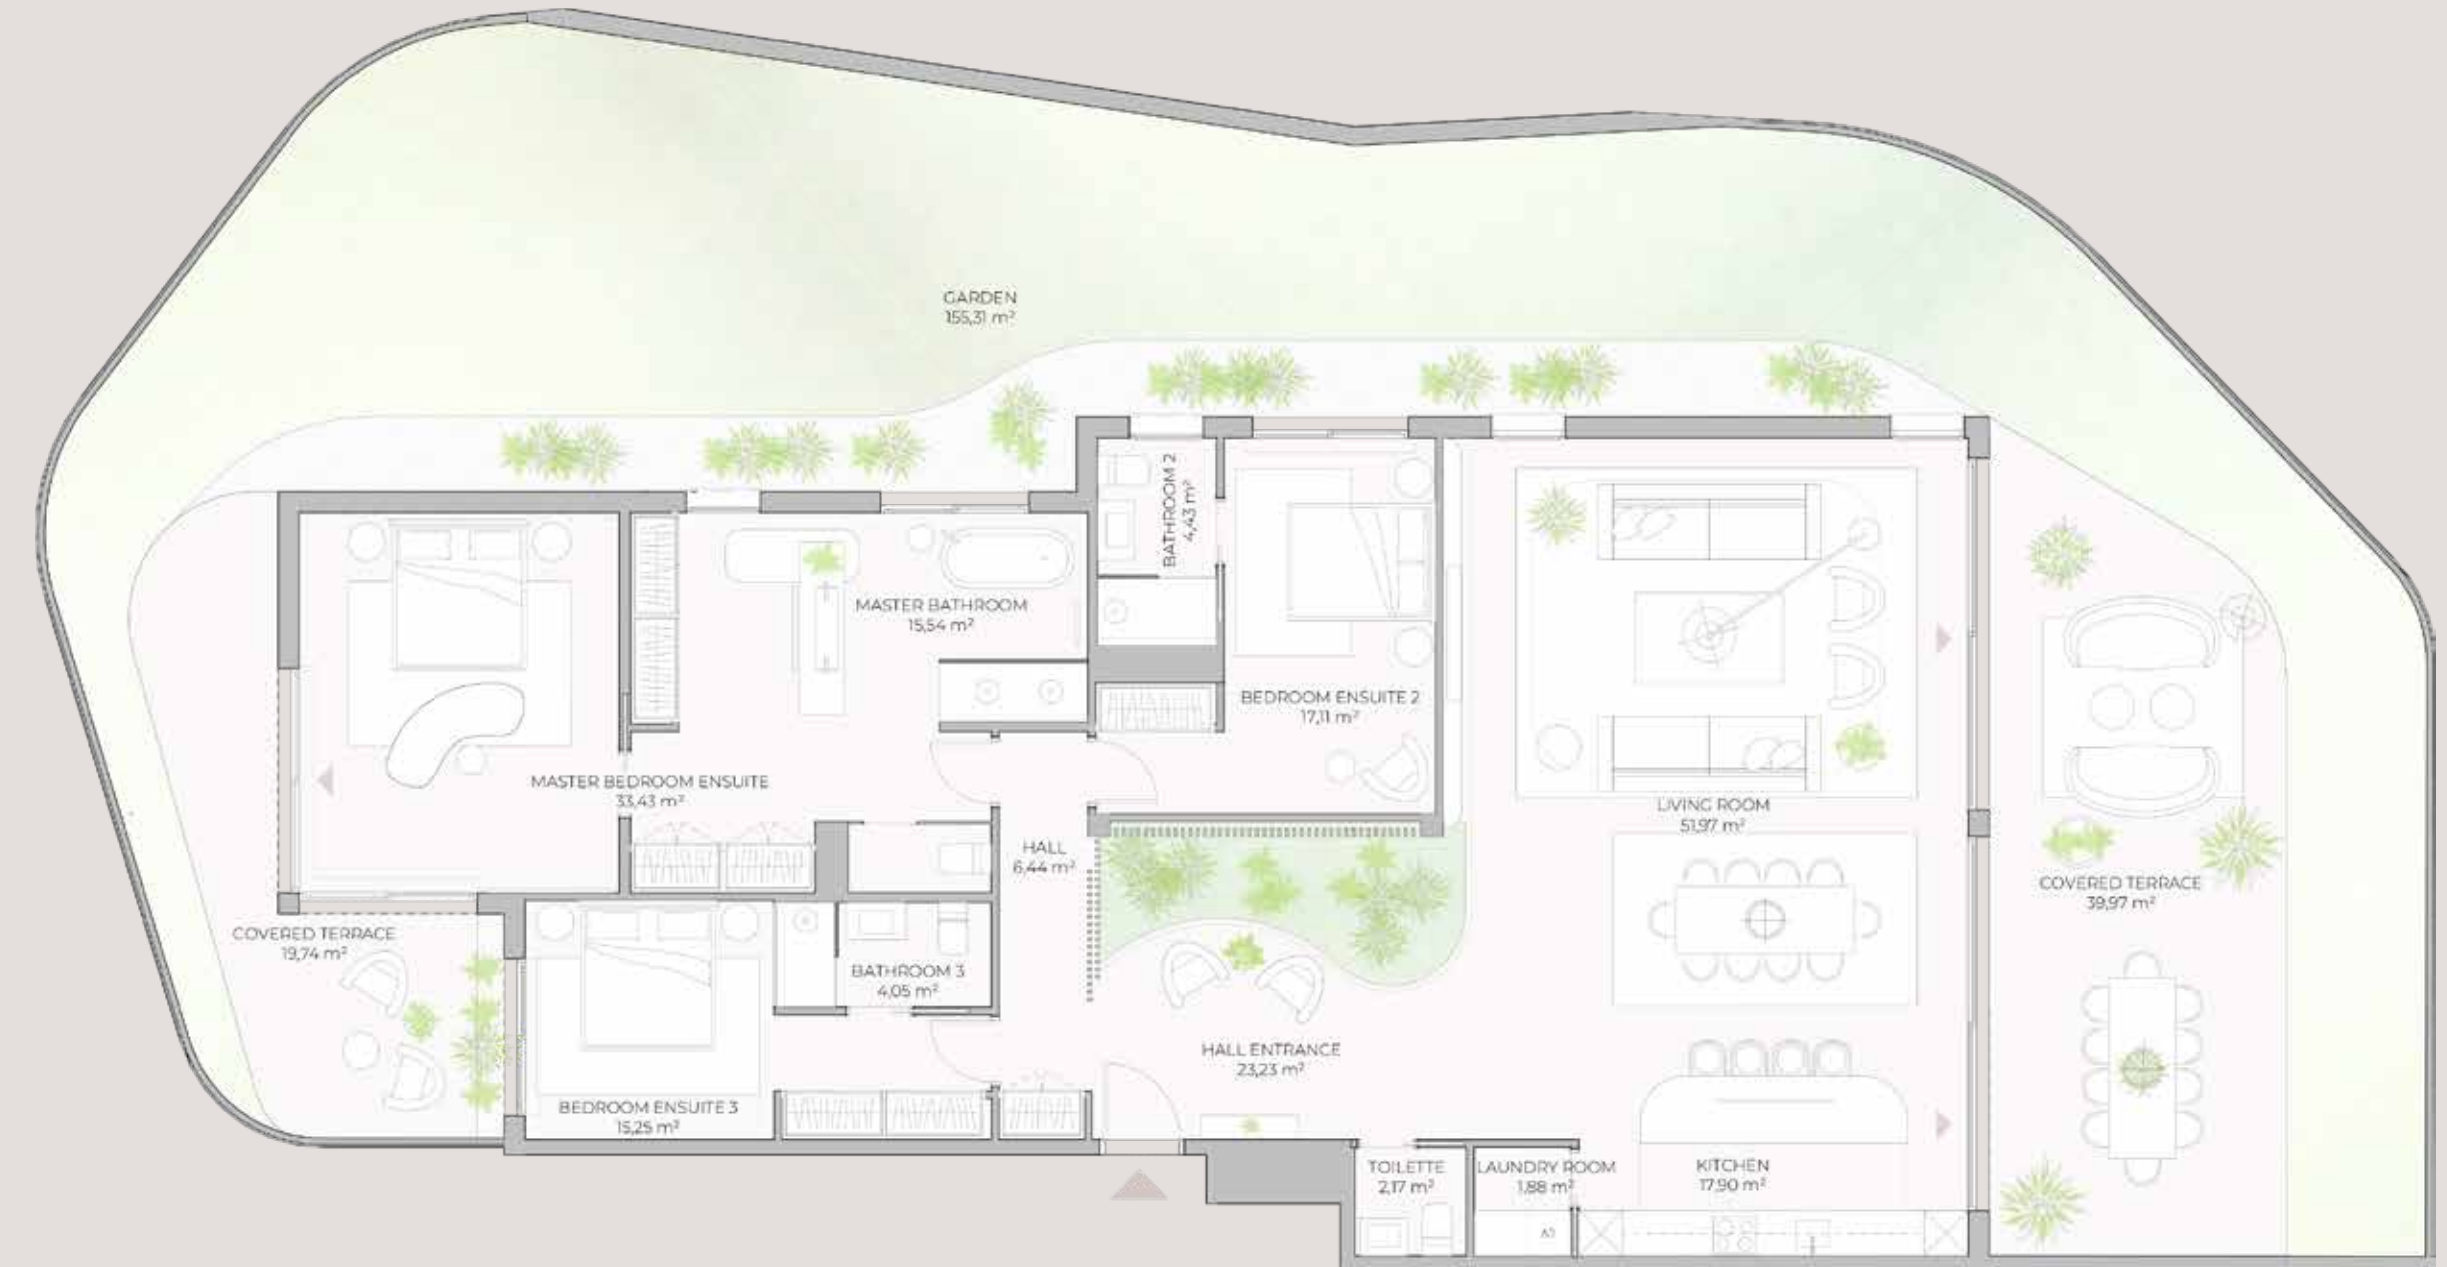 GARDEN
155,31 m²
BATHROOM 2
4,43 m²
MASTER BATHROOM
15,54 m²
BEDROOM ENSUITE 2
17,11 m²
MASTER BEDROOM ENSUITE
33,43 m²
LIVING ROOM
51,97 m²
HALL
6,44 m²
COVERED TERRACE
39,97 m²
COVERED TERRACE
19,74 m²
BATHROOM 3
4,05 m²
HALL ENTRANCE
23,23 m²
BEDROOM ENSUITE 3
15,25 m²
TOILETTE
2,17 m²
LAUNDRY ROOM
1,88 m²
KITCHEN
17,90 m²